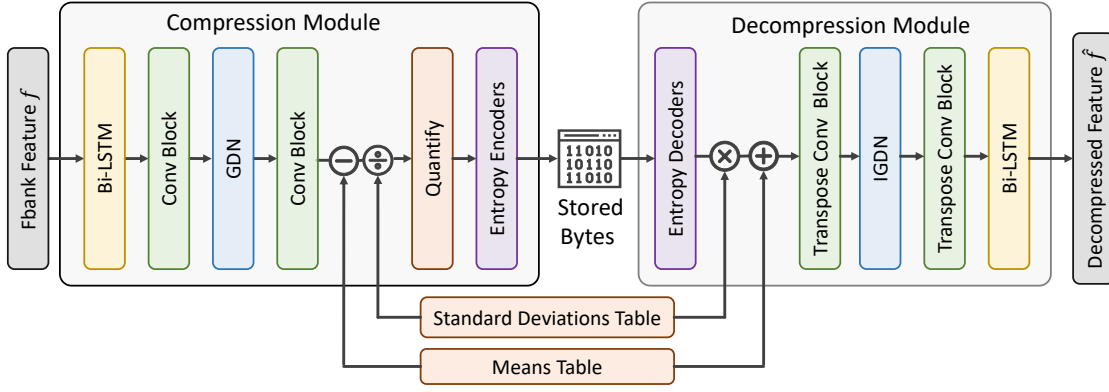 Compression Module
Decompression Module
Fbank Feature f
Bi-LSTM
Conv Block
GDN
Conv Block
−
÷
Quantify
Entropy Encoders
11010
10110
11010
Stored
Bytes
Entropy Decoders
×
+
Transpose Conv Block
IGDN
Transpose Conv Block
Bi-LSTM
Decompressed Feature f̂
Standard Deviations Table
Means Table